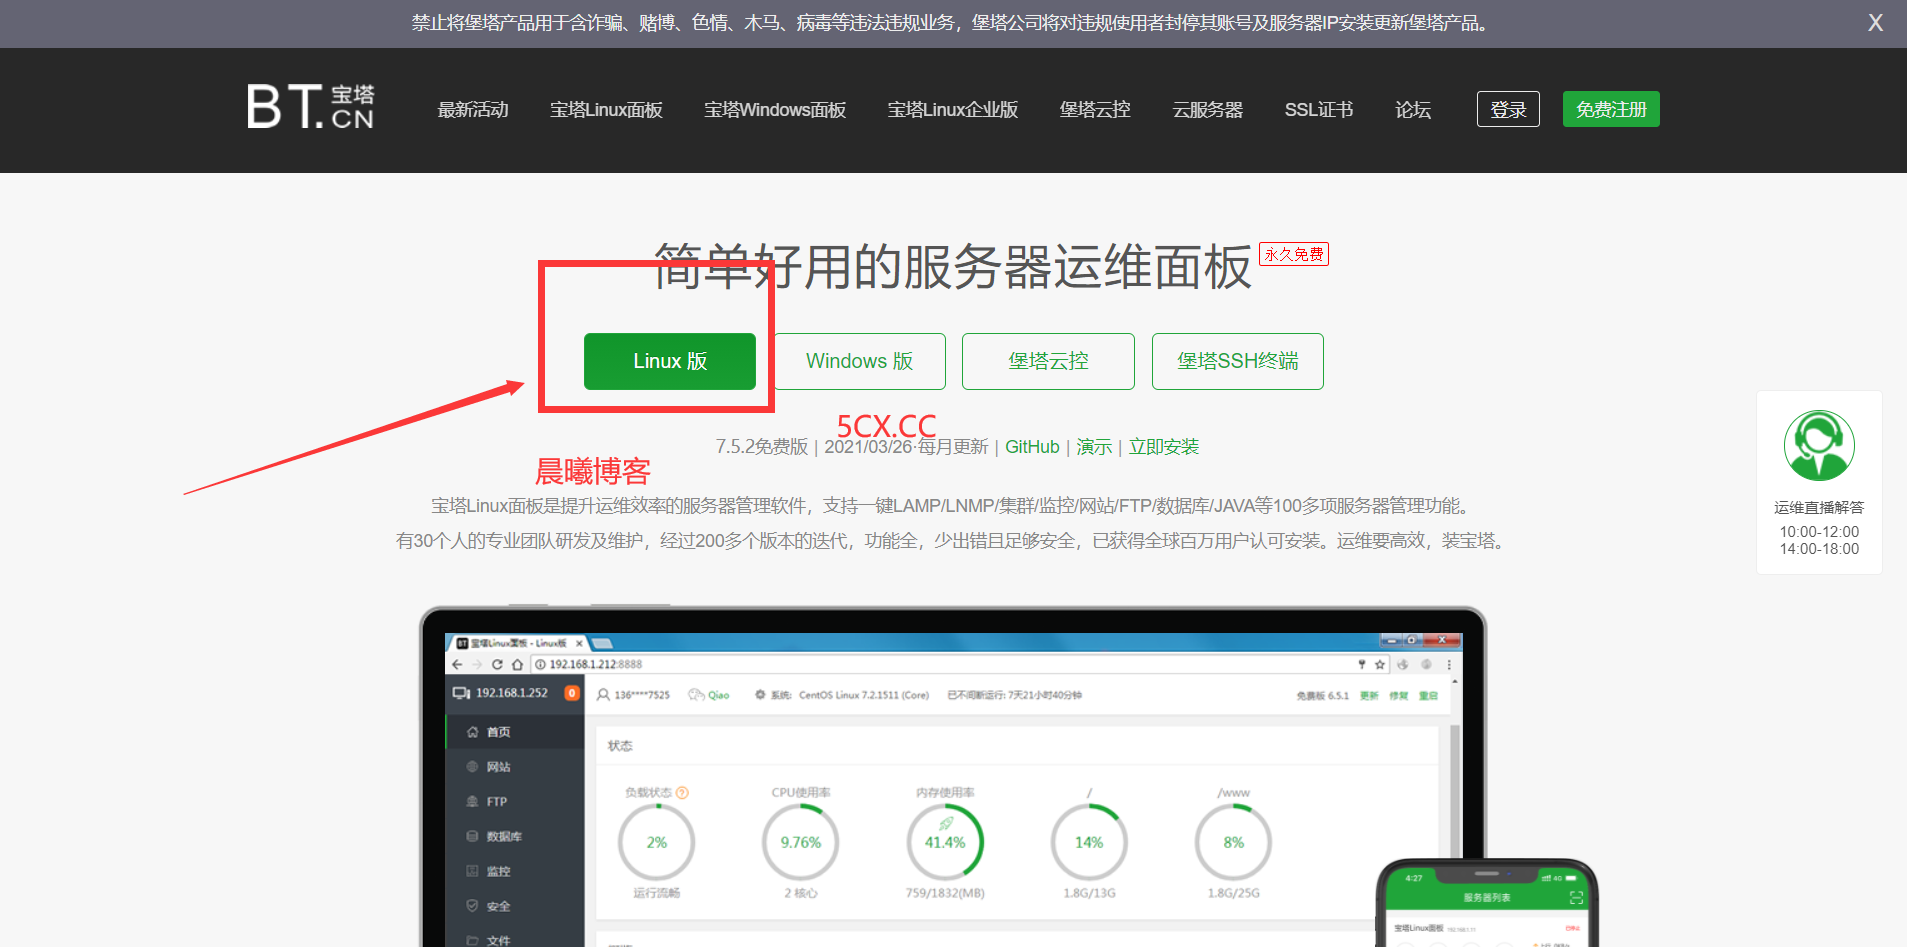 禁止将堡塔产品用于含诈骗、赌博、色情、木马、病毒等违法违规业务，堡塔公司将对违规使用者封停其账号及服务器IP安装更新堡塔产品。 X
BT.CN 宝塔 最新活动 宝塔Linux面板 宝塔Windows面板 宝塔Linux企业版 堡塔云控 云服务器 SSL证书 论坛 登录 免费注册
简单好用的服务器运维面板 永久免费
Linux 版 Windows 版 堡塔云控 堡塔SSH终端
5CX.CC
7.5.2免费版 | 2021/03/26·每月更新 | GitHub | 演示 | 立即安装
晨曦博客
宝塔Linux面板是提升运维效率的服务器管理软件，支持一键LAMP/LNMP/集群/监控/网站/FTP/数据库/JAVA等100多项服务器管理功能。
有30个人的专业团队研发及维护，经过200多个版本的迭代，功能全，少出错且足够安全，已获得全球百万用户认可安装。运维要高效，装宝塔。
运维直播解答
10:00-12:00
14:00-18:00
BT 宝塔Linux面板 - Linux版
192.168.1.212:8888
192.168.1.252 0 136****7525 Qiao 系统: CentOS Linux 7.2.1511 (Core) 已不间断运行: 7天21小时40分钟 免费版 6.5.1 更新 修复 重启
首页
网站
FTP
数据库
监控
安全
文件
状态
负载状态 CPU使用率 内存使用率 / /www
2% 9.76% 41.4% 14% 8%
运行流畅 2 核心 759/1832(MB) 1.8G/13G 1.8G/25G
4:27 4G
服务器列表
宝塔Linux面板